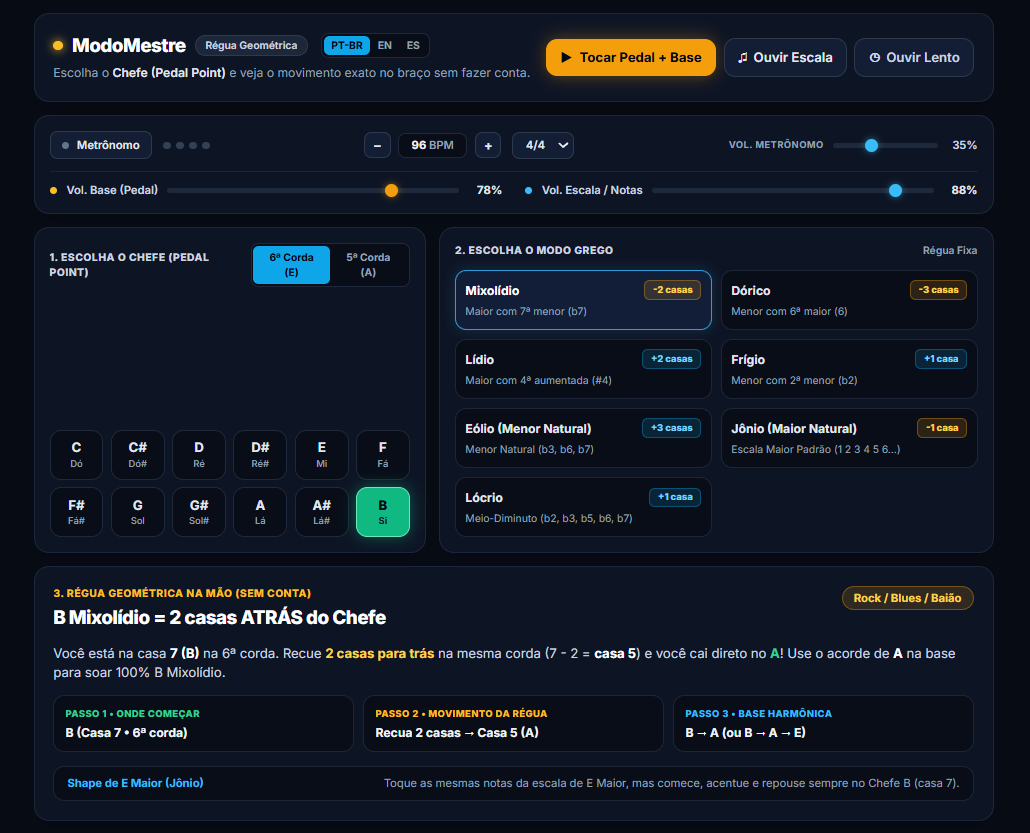 ModoMestre
Régua Geométrica
PT-BR EN ES
Escolha o Chefe (Pedal Point) e veja o movimento exato no braço sem fazer conta.
▶ Tocar Pedal + Base
♫ Ouvir Escala
Ouvir Lento
Metrônomo
− 96 BPM + 4/4
VOL. METRÔNOMO 35%
Vol. Base (Pedal) 78%
Vol. Escala / Notas 88%
1. ESCOLHA O CHEFE (PEDAL
POINT)
6ª Corda
(E)
5ª Corda
(A)
C C# D D# E F
Dó Dó# Ré Ré# Mi Fá
F# G G# A A# B
Fá# Sol Sol# Lá Lá# Si
2. ESCOLHA O MODO GREGO
Régua Fixa
Mixolídio -2 casas
Maior com 7ª menor (b7)
Dórico -3 casas
Menor com 6ª maior (6)
Lídio +2 casas
Maior com 4ª aumentada (#4)
Frígio +1 casa
Menor com 2ª menor (b2)
Eólio (Menor Natural) +3 casas
Menor Natural (b3, b6, b7)
Jônio (Maior Natural) -1 casa
Escala Maior Padrão (1 2 3 4 5 6...)
Lócrio +1 casa
Meio-Diminuto (b2, b3, b5, b6, b7)
3. RÉGUA GEOMÉTRICA NA MÃO (SEM CONTA)
B Mixolídio = 2 casas ATRÁS do Chefe
Rock / Blues / Baião
Você está na casa 7 (B) na 6ª corda. Recue 2 casas para trás na mesma corda (7 - 2 = casa 5) e você cai direto no A! Use o acorde de A na base
para soar 100% B Mixolídio.
PASSO 1 • ONDE COMEÇAR
B (Casa 7 • 6ª corda)
PASSO 2 • MOVIMENTO DA RÉGUA
Recua 2 casas → Casa 5 (A)
PASSO 3 • BASE HARMÔNICA
B → A (ou B → A → E)
Shape de E Maior (Jônio)
Toque as mesmas notas da escala de E Maior, mas comece, acentue e repouse sempre no Chefe B (casa 7).